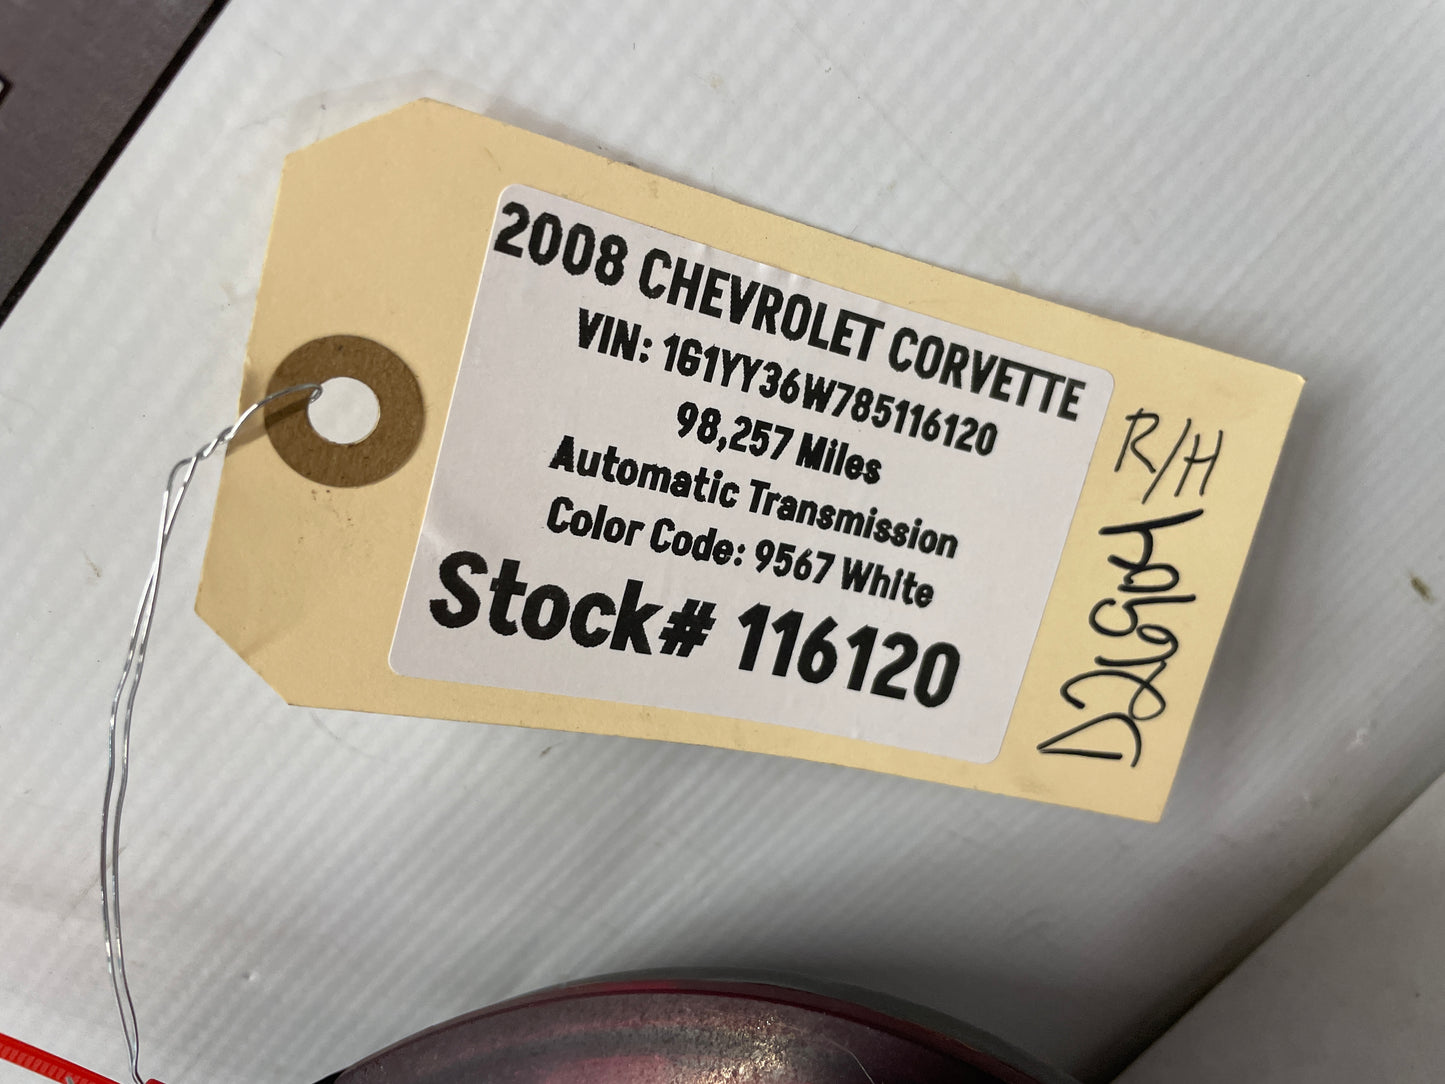 2008 CHEVROLET CORVETTE
VIN: 1G1YY36W785116120
98,257 Miles
Automatic Transmission
Color Code: 9567 White
Stock# 116120
R/H